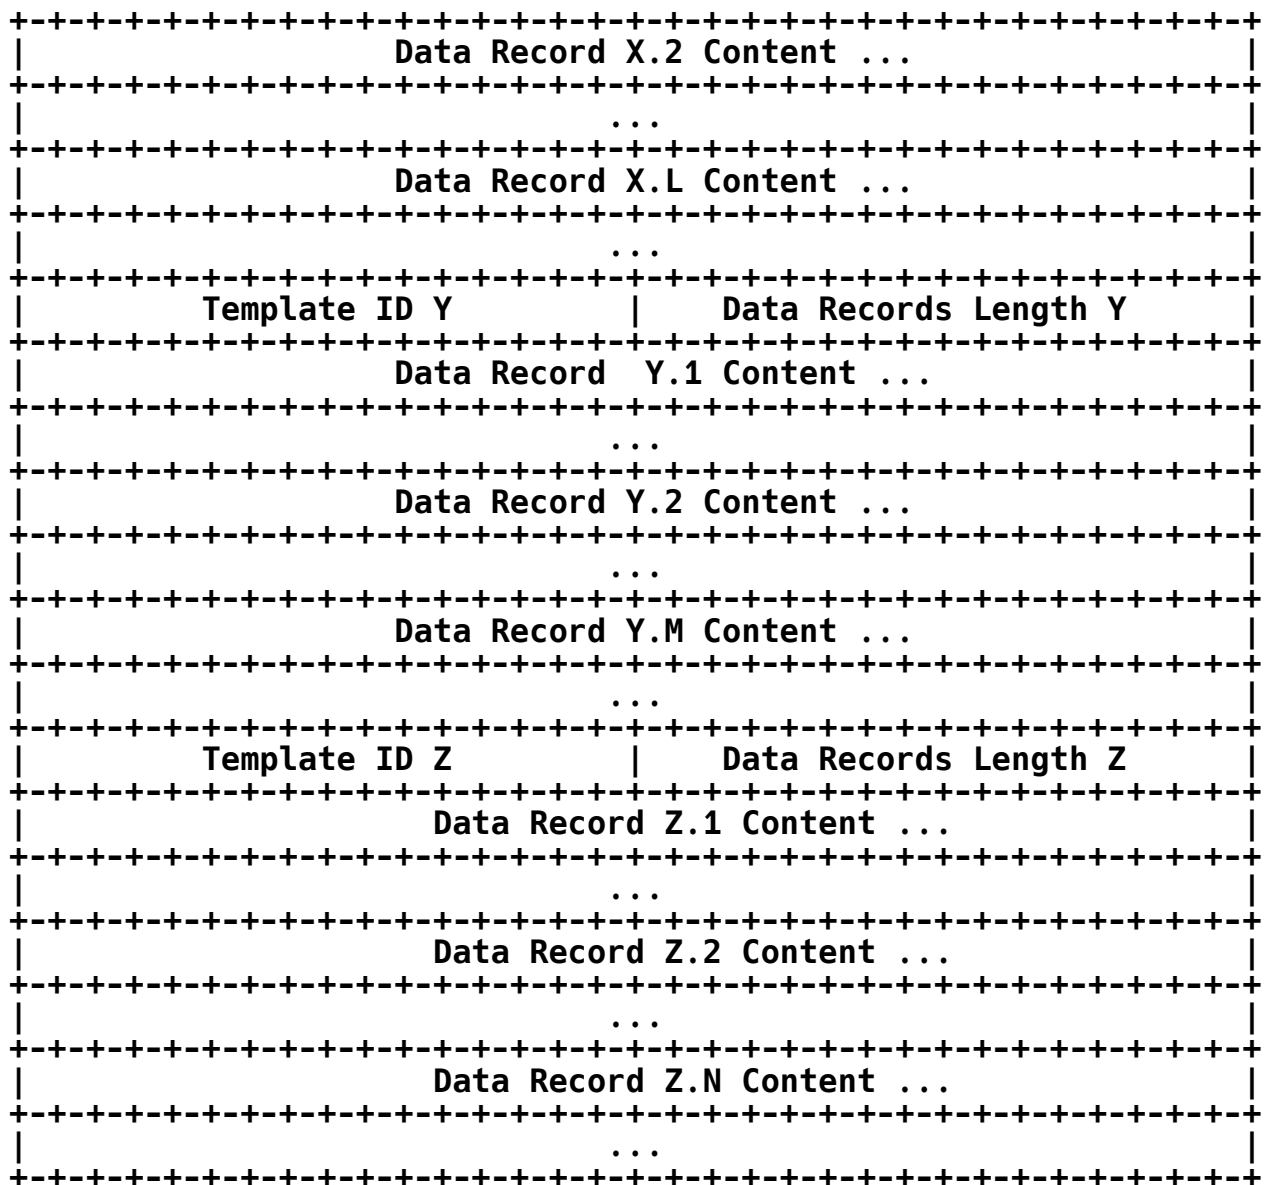 +-+-+-+-+-+-+-+-+-+-+-+-+-+-+-+-+-+-+-+-+-+-+-+-+-+-+-+-+-+-+-+-+-+
|                   Data Record X.2 Content ...                 |
+-+-+-+-+-+-+-+-+-+-+-+-+-+-+-+-+-+-+-+-+-+-+-+-+-+-+-+-+-+-+-+-+-+
|                              ...                              |
+-+-+-+-+-+-+-+-+-+-+-+-+-+-+-+-+-+-+-+-+-+-+-+-+-+-+-+-+-+-+-+-+-+
|                   Data Record X.L Content ...                 |
+-+-+-+-+-+-+-+-+-+-+-+-+-+-+-+-+-+-+-+-+-+-+-+-+-+-+-+-+-+-+-+-+-+
|                              ...                              |
+-+-+-+-+-+-+-+-+-+-+-+-+-+-+-+-+-+-+-+-+-+-+-+-+-+-+-+-+-+-+-+-+-+
|         Template ID Y         |    Data Records Length Y      |
+-+-+-+-+-+-+-+-+-+-+-+-+-+-+-+-+-+-+-+-+-+-+-+-+-+-+-+-+-+-+-+-+-+
|                   Data Record  Y.1 Content ...                |
+-+-+-+-+-+-+-+-+-+-+-+-+-+-+-+-+-+-+-+-+-+-+-+-+-+-+-+-+-+-+-+-+-+
|                              ...                              |
+-+-+-+-+-+-+-+-+-+-+-+-+-+-+-+-+-+-+-+-+-+-+-+-+-+-+-+-+-+-+-+-+-+
|                   Data Record Y.2 Content ...                 |
+-+-+-+-+-+-+-+-+-+-+-+-+-+-+-+-+-+-+-+-+-+-+-+-+-+-+-+-+-+-+-+-+-+
|                              ...                              |
+-+-+-+-+-+-+-+-+-+-+-+-+-+-+-+-+-+-+-+-+-+-+-+-+-+-+-+-+-+-+-+-+-+
|                   Data Record Y.M Content ...                 |
+-+-+-+-+-+-+-+-+-+-+-+-+-+-+-+-+-+-+-+-+-+-+-+-+-+-+-+-+-+-+-+-+-+
|                              ...                              |
+-+-+-+-+-+-+-+-+-+-+-+-+-+-+-+-+-+-+-+-+-+-+-+-+-+-+-+-+-+-+-+-+-+
|         Template ID Z         |    Data Records Length Z      |
+-+-+-+-+-+-+-+-+-+-+-+-+-+-+-+-+-+-+-+-+-+-+-+-+-+-+-+-+-+-+-+-+-+
|                     Data Record Z.1 Content ...               |
+-+-+-+-+-+-+-+-+-+-+-+-+-+-+-+-+-+-+-+-+-+-+-+-+-+-+-+-+-+-+-+-+-+
|                              ...                              |
+-+-+-+-+-+-+-+-+-+-+-+-+-+-+-+-+-+-+-+-+-+-+-+-+-+-+-+-+-+-+-+-+-+
|                     Data Record Z.2 Content ...               |
+-+-+-+-+-+-+-+-+-+-+-+-+-+-+-+-+-+-+-+-+-+-+-+-+-+-+-+-+-+-+-+-+-+
|                              ...                              |
+-+-+-+-+-+-+-+-+-+-+-+-+-+-+-+-+-+-+-+-+-+-+-+-+-+-+-+-+-+-+-+-+-+
|                     Data Record Z.N Content ...               |
+-+-+-+-+-+-+-+-+-+-+-+-+-+-+-+-+-+-+-+-+-+-+-+-+-+-+-+-+-+-+-+-+-+
|                              ...                              |
+-+-+-+-+-+-+-+-+-+-+-+-+-+-+-+-+-+-+-+-+-+-+-+-+-+-+-+-+-+-+-+-+-+